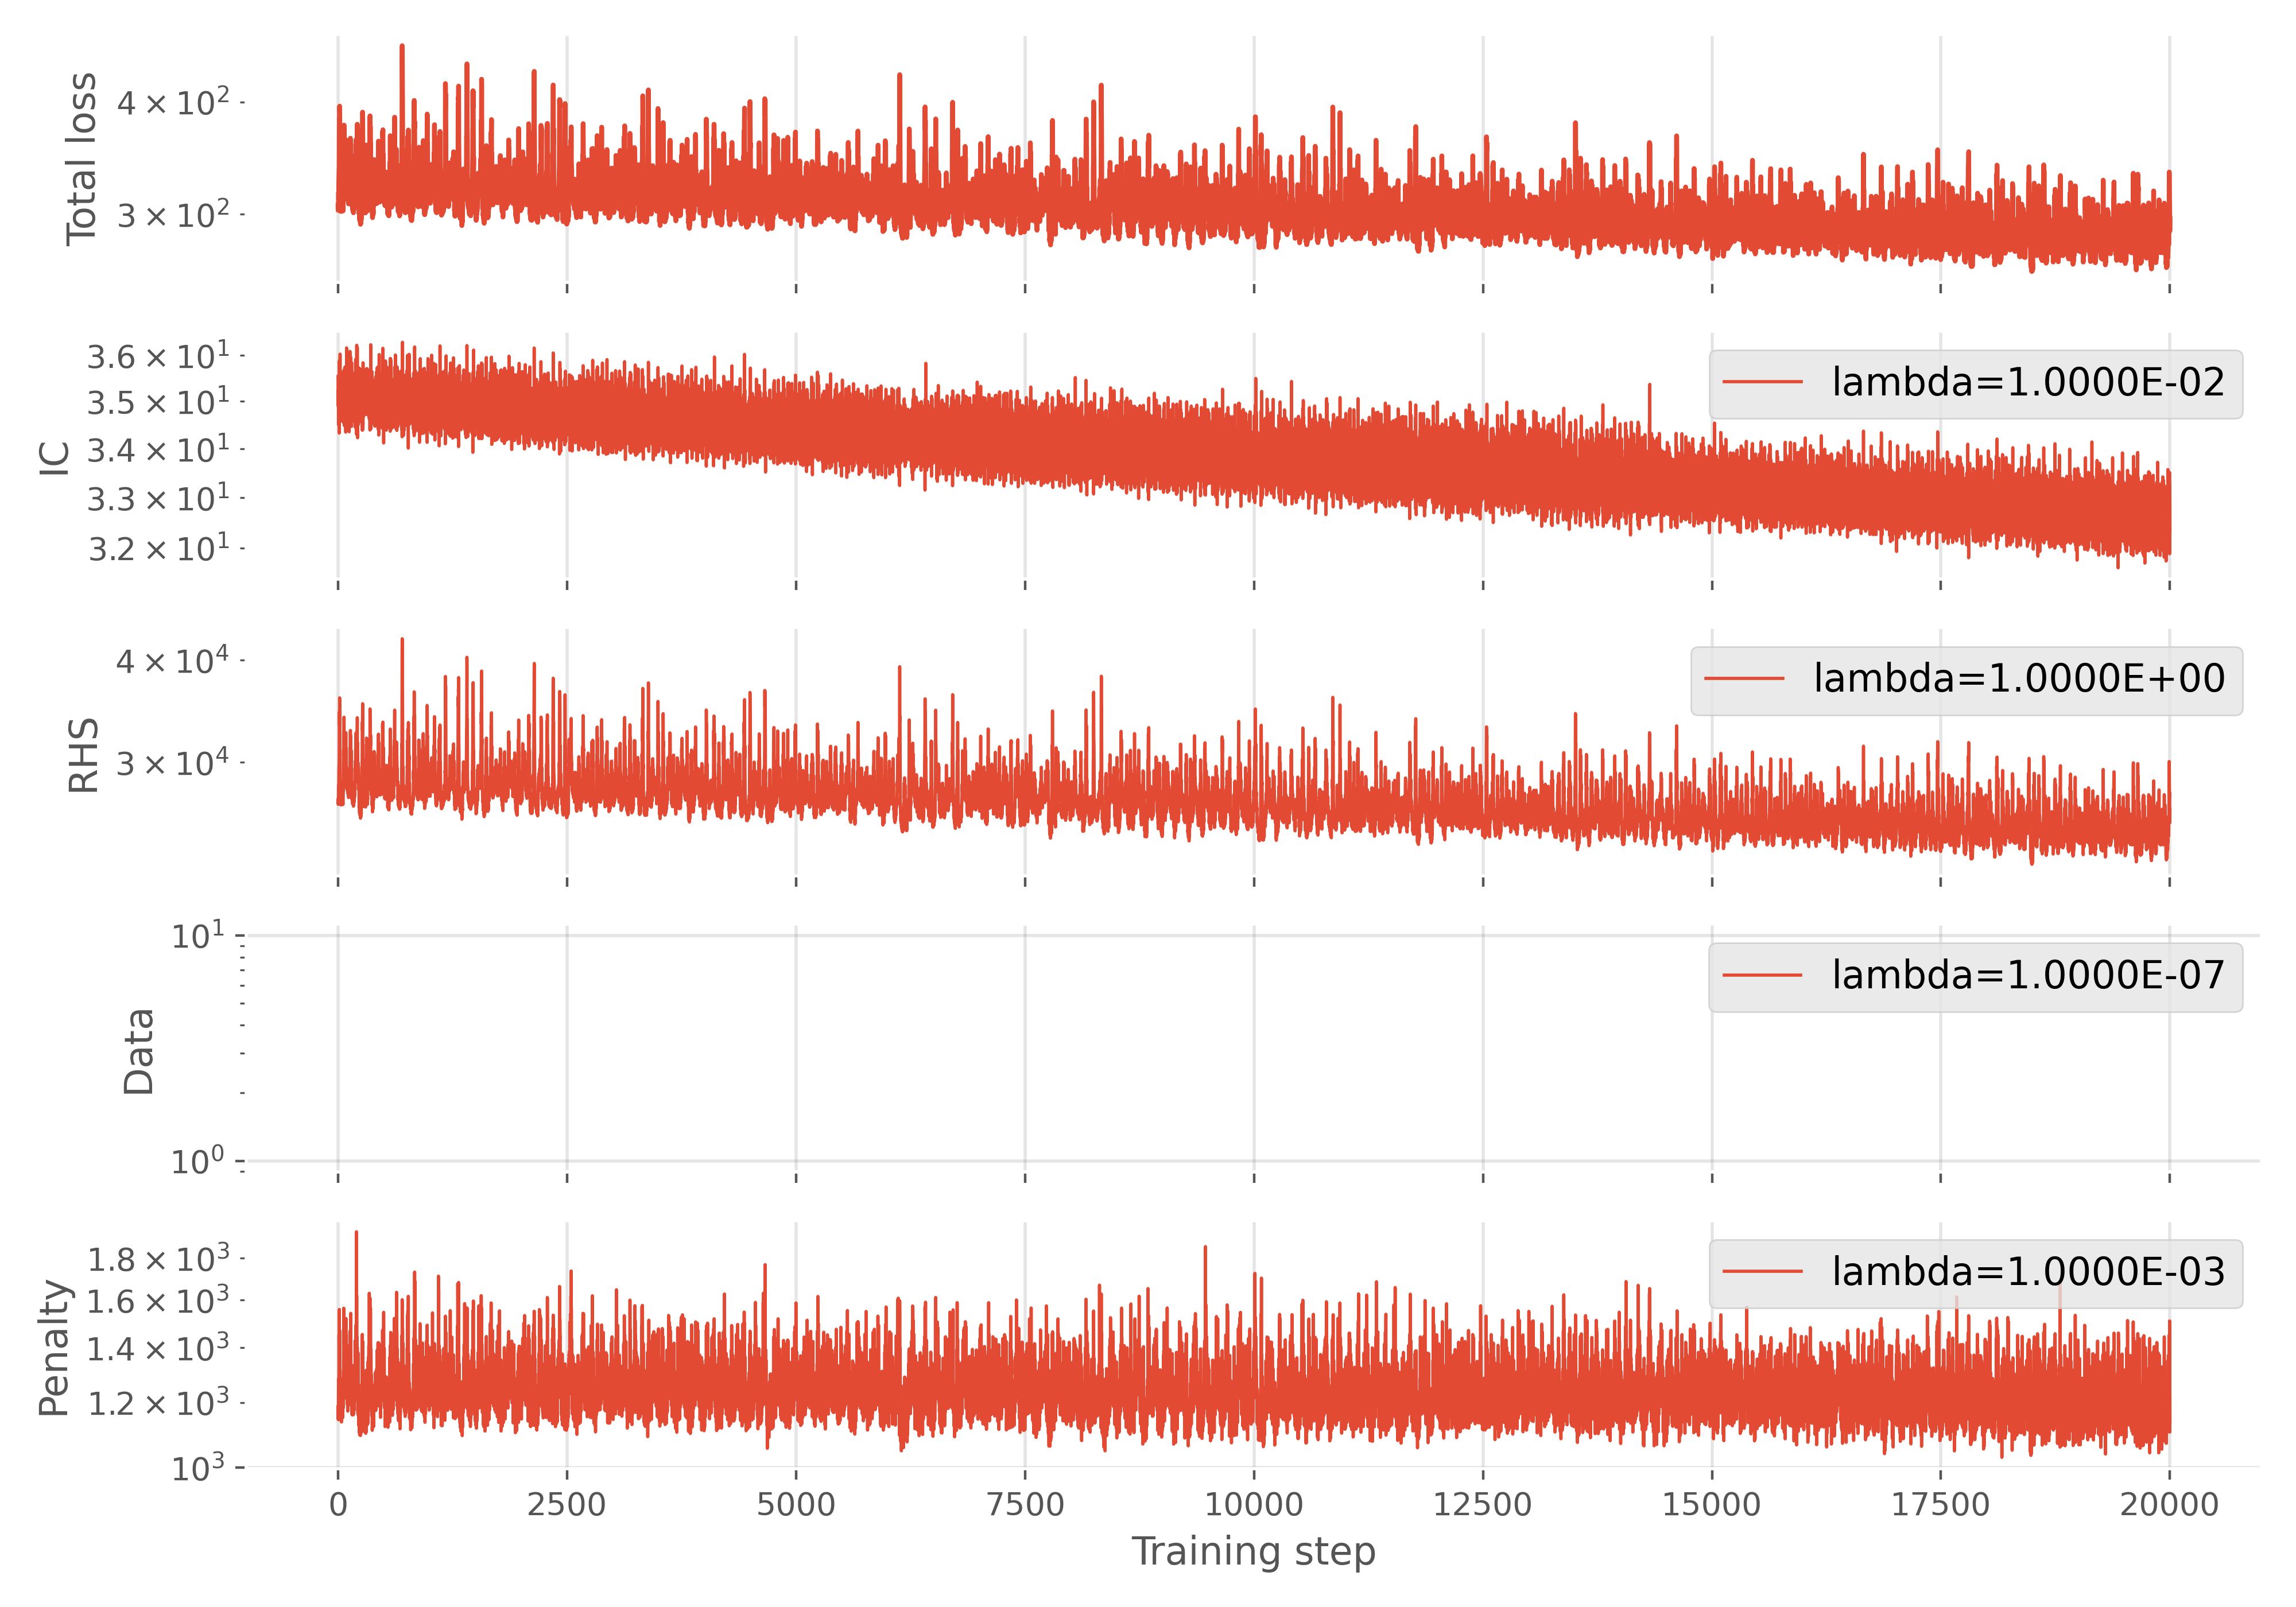 Total loss
4 × 10²
3 × 10²
IC
3.6 × 10¹
3.5 × 10¹
3.4 × 10¹
3.3 × 10¹
3.2 × 10¹
lambda=1.0000E-02
RHS
4 × 10⁴
3 × 10⁴
lambda=1.0000E+00
Data
10¹
10⁰
lambda=1.0000E-07
Penalty
1.8 × 10³
1.6 × 10³
1.4 × 10³
1.2 × 10³
10³
lambda=1.0000E-03
0 2500 5000 7500 10000 12500 15000 17500 20000
Training step